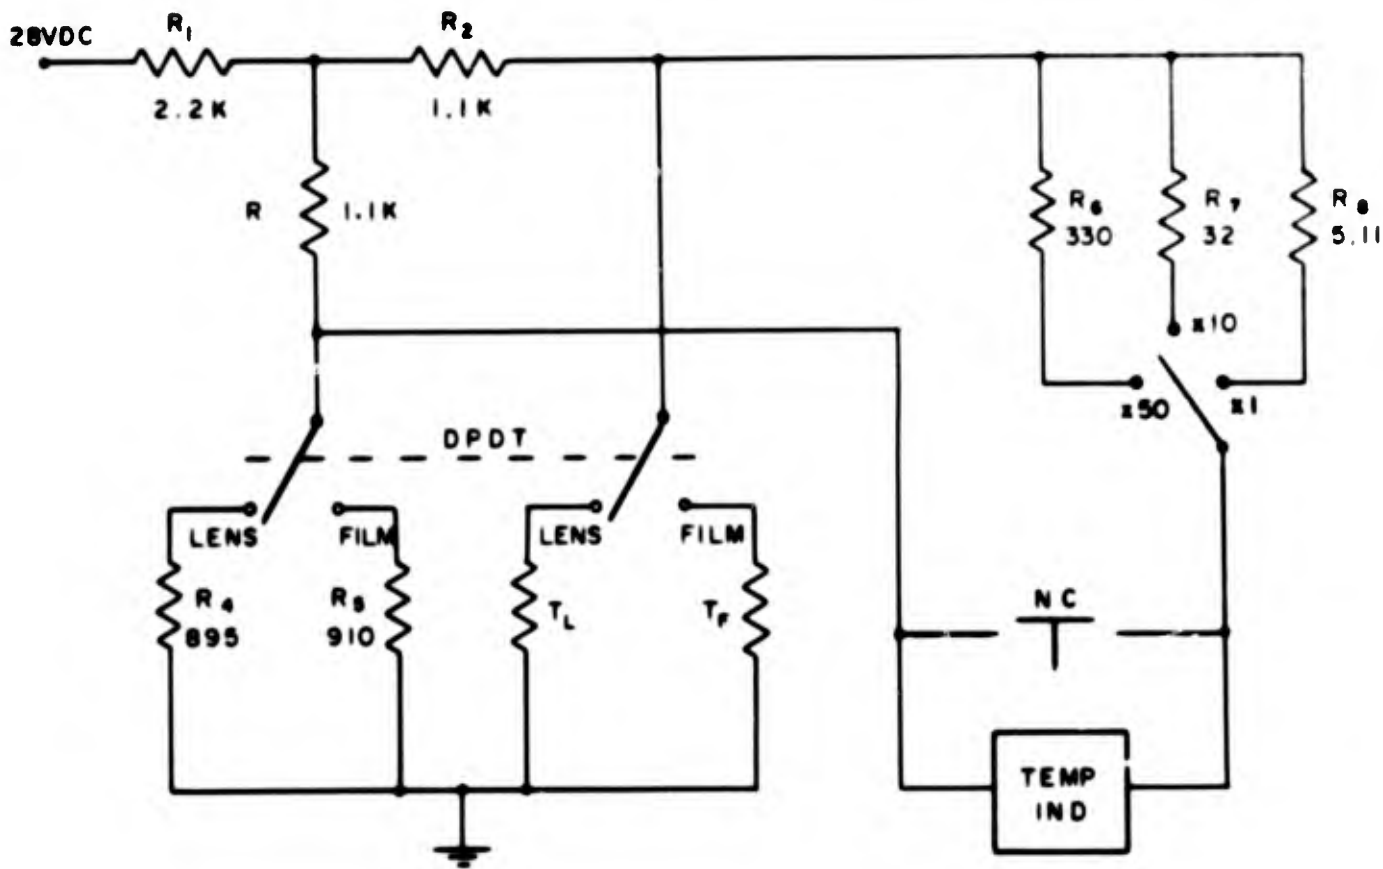 28VDC
R1
2.2K
R2
1.1K
R
1.1K
R6
330
R7
32
R8
5.11
x10
x50
x1
DPDT
LENS
FILM
LENS
FILM
R4
895
R5
910
TL
TF
NC
TEMP
IND